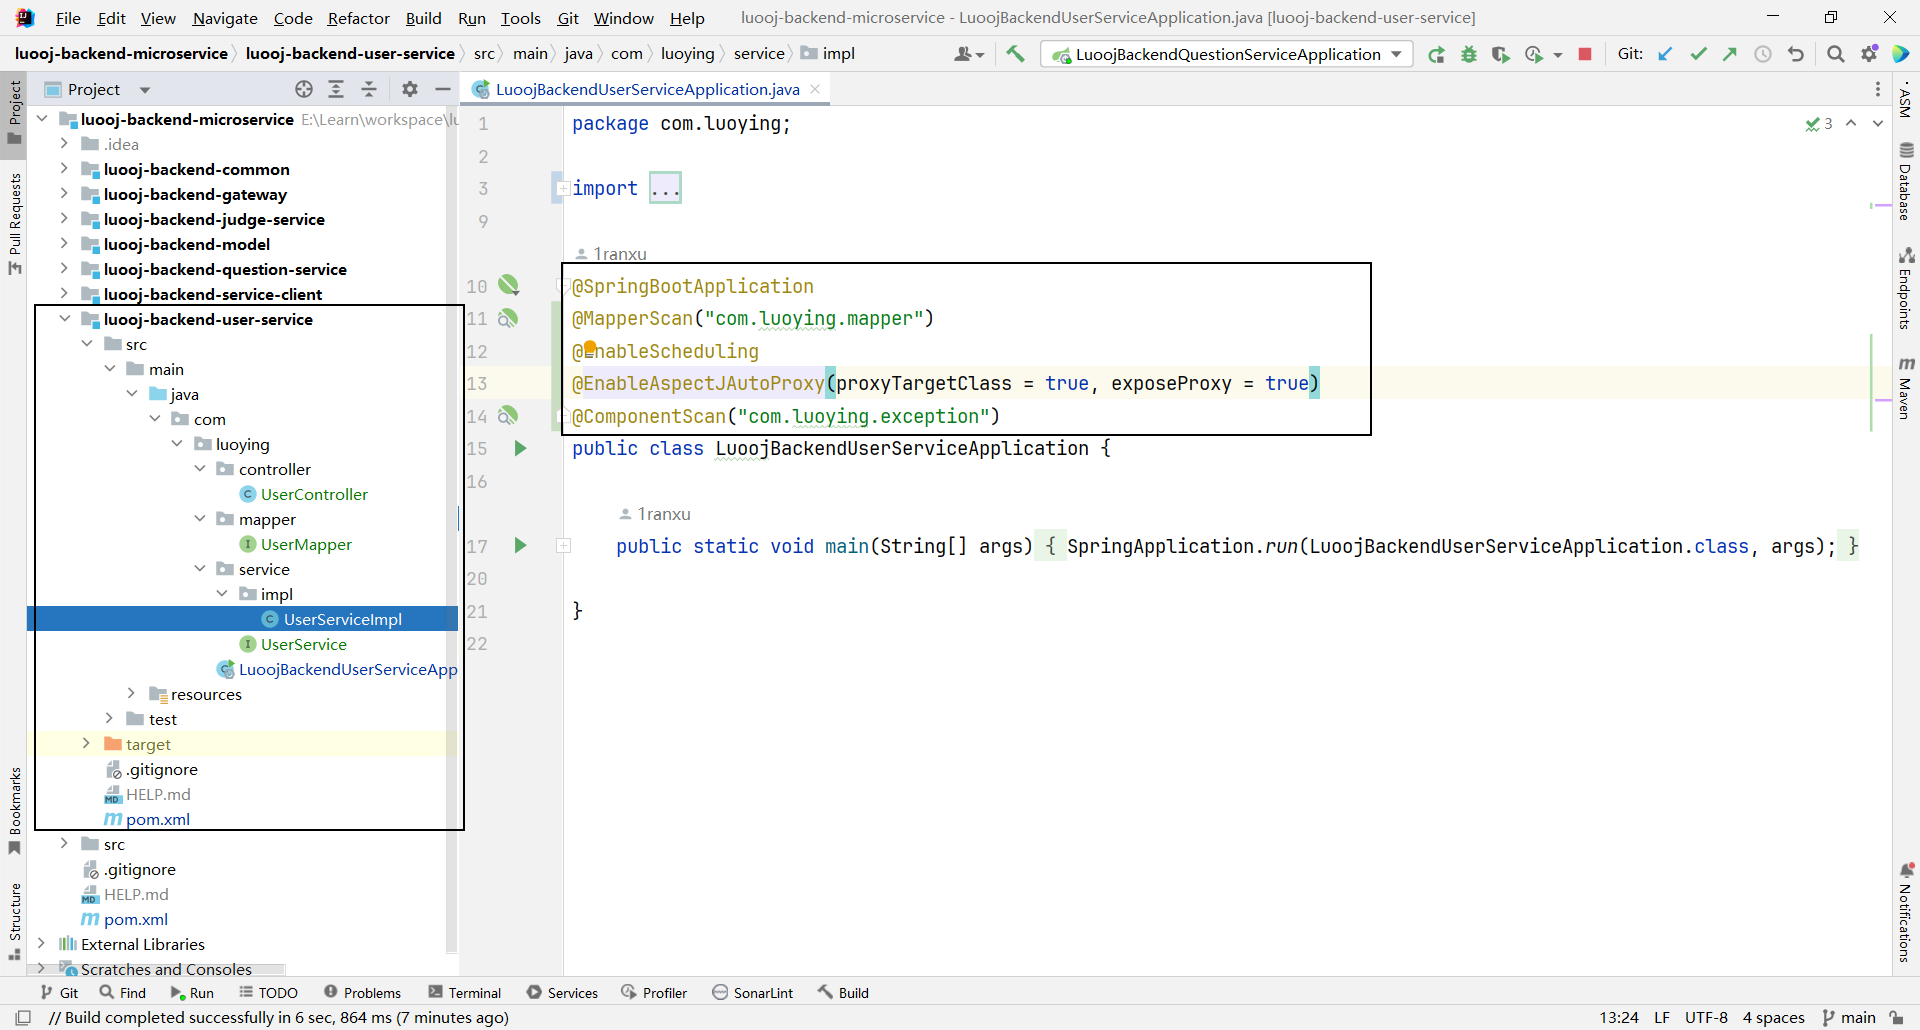 File Edit View Navigate Code Refactor Build Run Tools Git Window Help luooj-backend-microservice - LuoojBackendUserServiceApplication.java [luooj-backend-user-service]
luooj-backend-microservice luooj-backend-user-service src main java com luoying service impl LuoojBackendQuestionServiceApplication Git:
Project LuoojBackendUserServiceApplication.java
luooj-backend-microservice E:\Learn\workspace\lu
.idea
luooj-backend-common
luooj-backend-gateway
luooj-backend-judge-service
luooj-backend-model
luooj-backend-question-service
luooj-backend-service-client
luooj-backend-user-service
src
main
java
com
luoying
controller
UserController
mapper
UserMapper
service
impl
UserServiceImpl
UserService
LuoojBackendUserServiceApp
resources
test
target
.gitignore
HELP.md
pom.xml
src
.gitignore
HELP.md
pom.xml
External Libraries
Scratches and Consoles
1 package com.luoying;
2
3 import ...
9
1ranxu
10 @SpringBootApplication
11 @MapperScan("com.luoying.mapper")
12 @EnableScheduling
13 @EnableAspectJAutoProxy(proxyTargetClass = true, exposeProxy = true)
14 @ComponentScan("com.luoying.exception")
15 public class LuoojBackendUserServiceApplication {
16
1ranxu
17 public static void main(String[] args) { SpringApplication.run(LuoojBackendUserServiceApplication.class, args); }
20
21 }
22
3
Project
Pull Requests
Bookmarks
Structure
ASM
Database
Endpoints
Maven
Notifications
Git Find Run TODO Problems Terminal Services Profiler SonarLint Build
// Build completed successfully in 6 sec, 864 ms (7 minutes ago) 13:24 LF UTF-8 4 spaces main